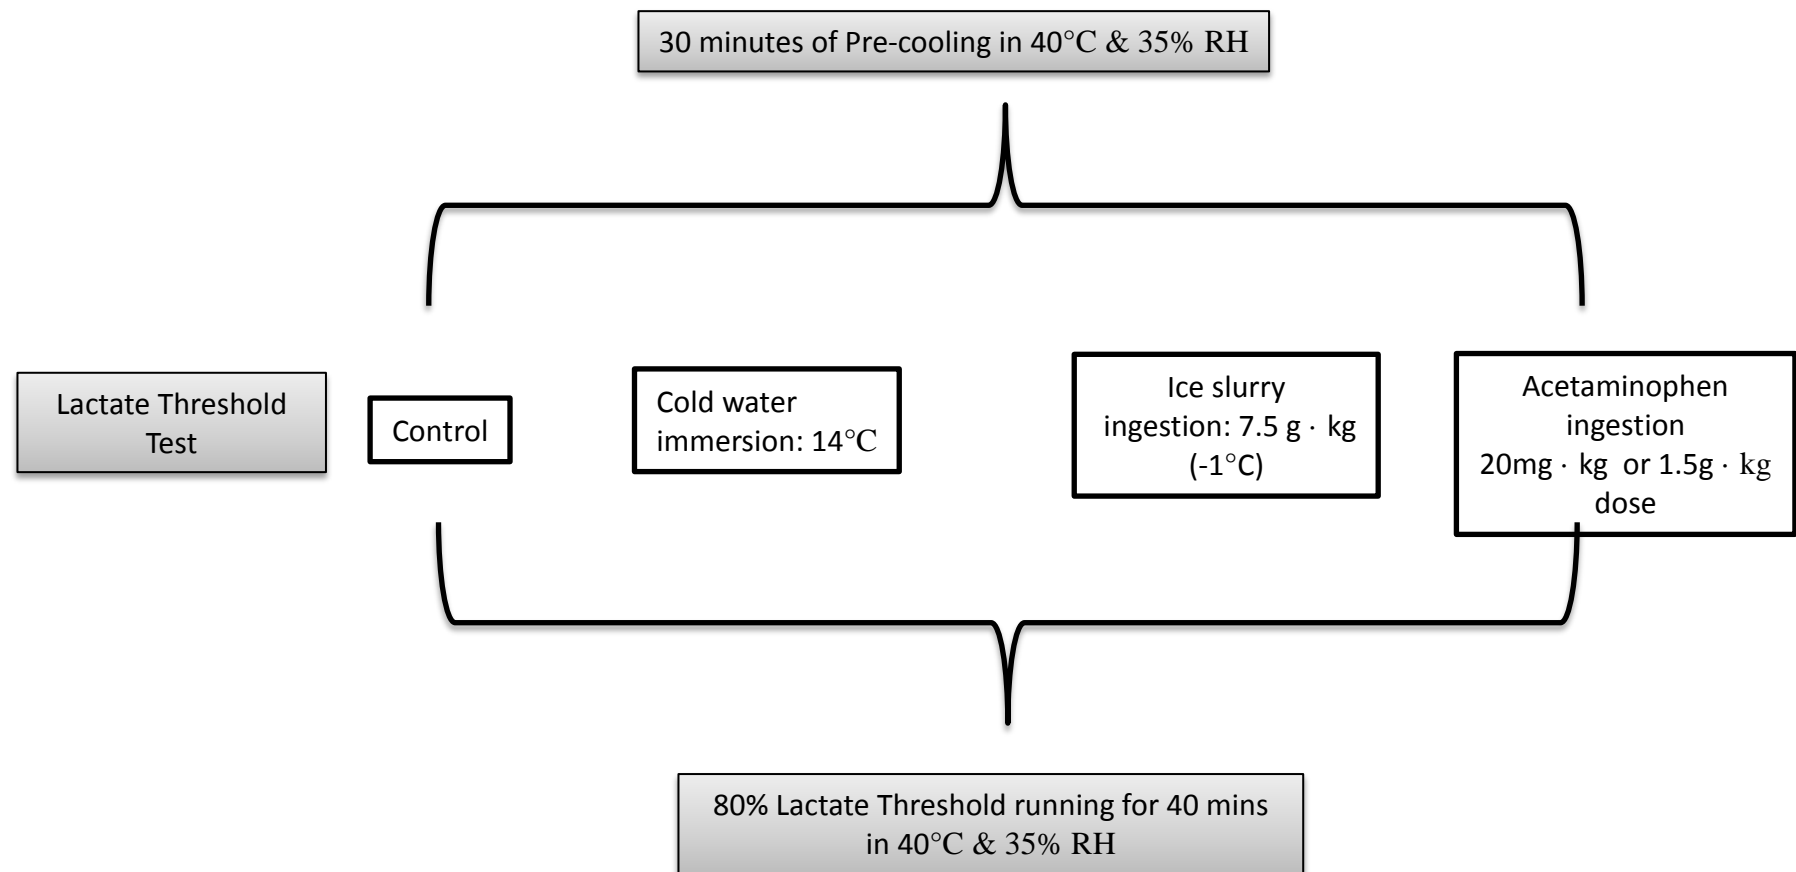 30 minutes of Pre-cooling in 40°C & 35% RH
Lactate Threshold
Test
Control
Cold water
immersion: 14°C
Ice slurry
ingestion: 7.5 g · kg
(-1°C)
Acetaminophen
ingestion
20mg · kg or 1.5g · kg
dose
80% Lactate Threshold running for 40 mins
in 40°C & 35% RH